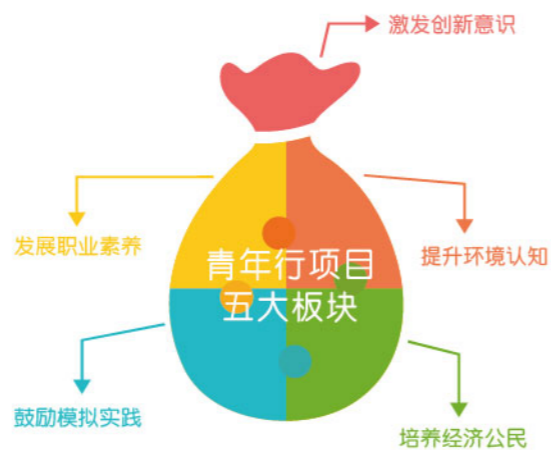 激发创新意识
发展职业素养
提升环境认知
青年行项目
五大板块
鼓励模拟实践
培养经济公民